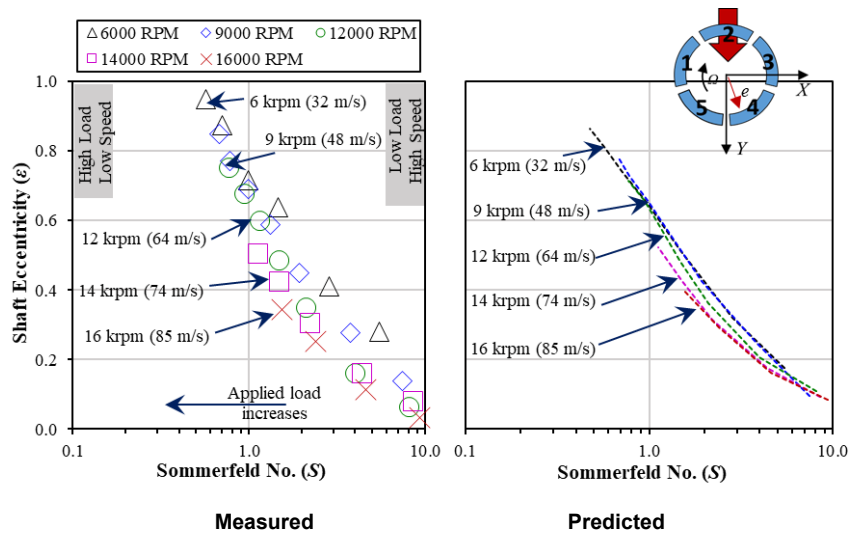 6000 RPM 9000 RPM 12000 RPM
14000 RPM 16000 RPM
Shaft Eccentricity (ε)
1.0
0.8
0.6
0.4
0.2
0.0
High Load
Low Speed
Low Load
High Speed
6 krpm (32 m/s)
9 krpm (48 m/s)
12 krpm (64 m/s)
14 krpm (74 m/s)
16 krpm (85 m/s)
Applied load
increases
0.1 1.0 10.0
Sommerfeld No. (S)
Measured
1
2
3
4
5
Ω
e
X
Y
6 krpm (32 m/s)
9 krpm (48 m/s)
12 krpm (64 m/s)
14 krpm (74 m/s)
16 krpm (85 m/s)
0.1 1.0 10.0
Sommerfeld No. (S)
Predicted